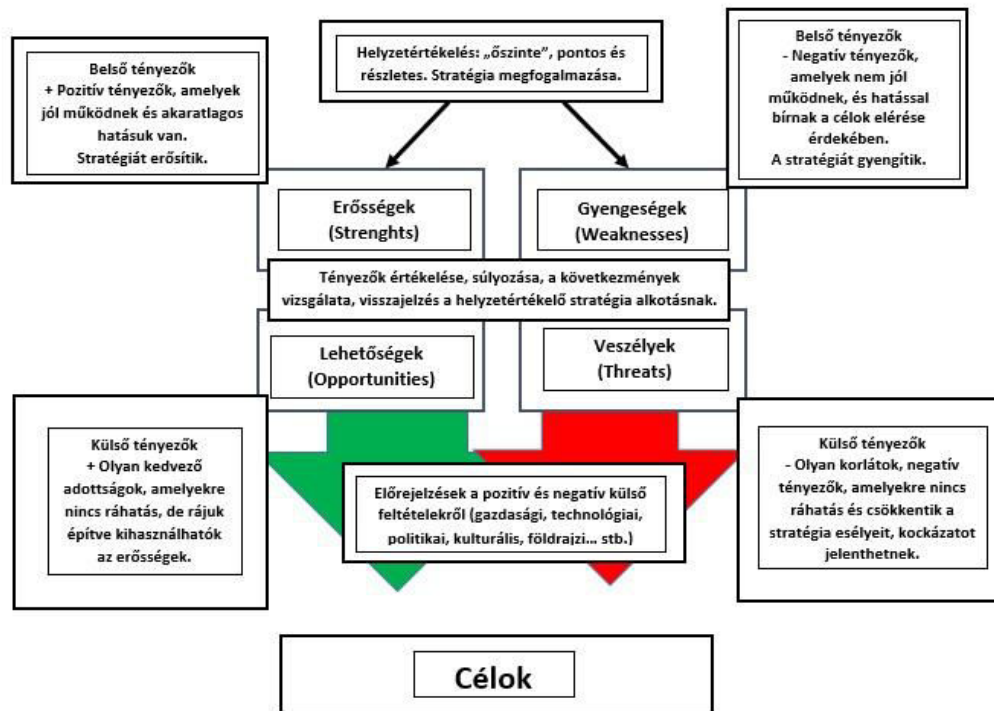 Helyzetértékelés: „őszinte”, pontos és
részletes. Stratégia megfogalmazása.
Belső tényezők
+ Pozitív tényezők, amelyek
jól működnek és akaratlagos
hatásuk van.
Stratégiát erősítik.
Belső tényezők
- Negatív tényezők,
amelyek nem jól
működnek, és hatással
bírnak a célok elérése
érdekében.
A stratégiát gyengítik.
Erősségek
(Strenghts)
Gyengeségek
(Weaknesses)
Tényezők értékelése, súlyozása, a következmények
vizsgálata, visszajelzés a helyzetértékelő stratégia alkotásnak.
Lehetőségek
(Opportunities)
Veszélyek
(Threats)
Külső tényezők
+ Olyan kedvező
adottságok, amelyekre
nincs ráhatás, de rájuk
építve kihasználhatók
az erősségek.
Előrejelzések a pozitív és negatív külső
feltételekről (gazdasági, technológiai,
politikai, kulturális, földrajzi... stb.)
Külső tényezők
- Olyan korlátok, negatív
tényezők, amelyekre nincs
ráhatás és csökkentik a
stratégia esélyeit, kockázatot
jelenthetnek.
Célok